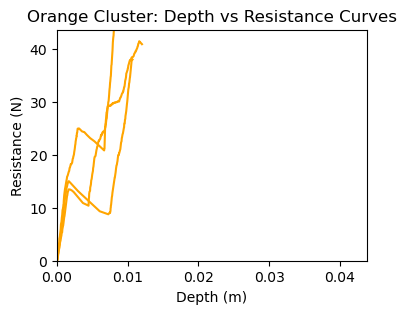 Orange Cluster: Depth vs Resistance Curves
Resistance (N)
40
30
20
10
0
0.00 0.01 0.02 0.03 0.04
Depth (m)